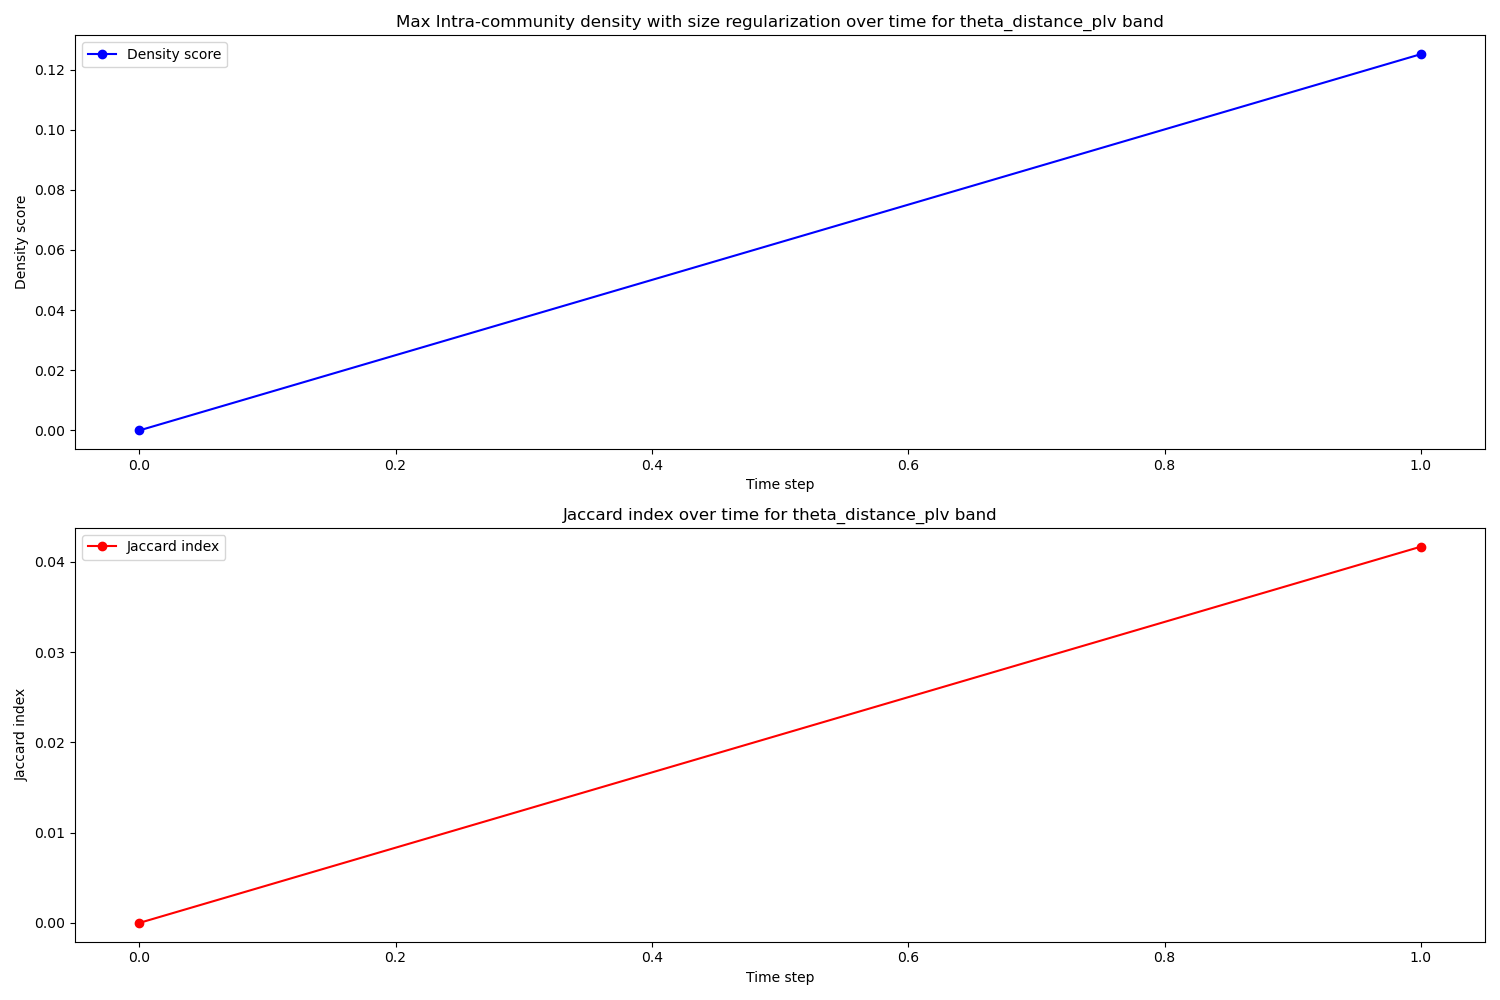 Max Intra-community density with size regularization over time for theta_distance_plv band
Density score
0.12
0.10
0.08
0.06
0.04
0.02
0.00
Density score
0.0 0.2 0.4 0.6 0.8 1.0
Time step
Jaccard index over time for theta_distance_plv band
Jaccard index
0.04
0.03
0.02
0.01
0.00
Jaccard index
0.0 0.2 0.4 0.6 0.8 1.0
Time step